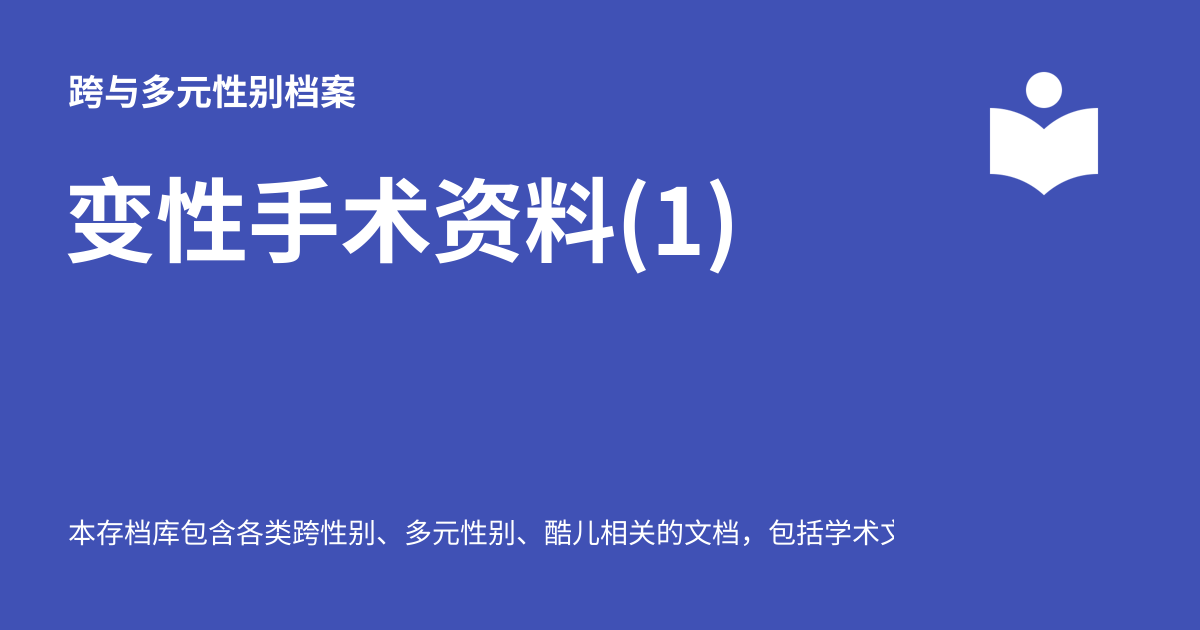 跨与多元性别档案
变性手术资料(1)
本存档库包含各类跨性别、多元性别、酷儿相关的文档，包括学术